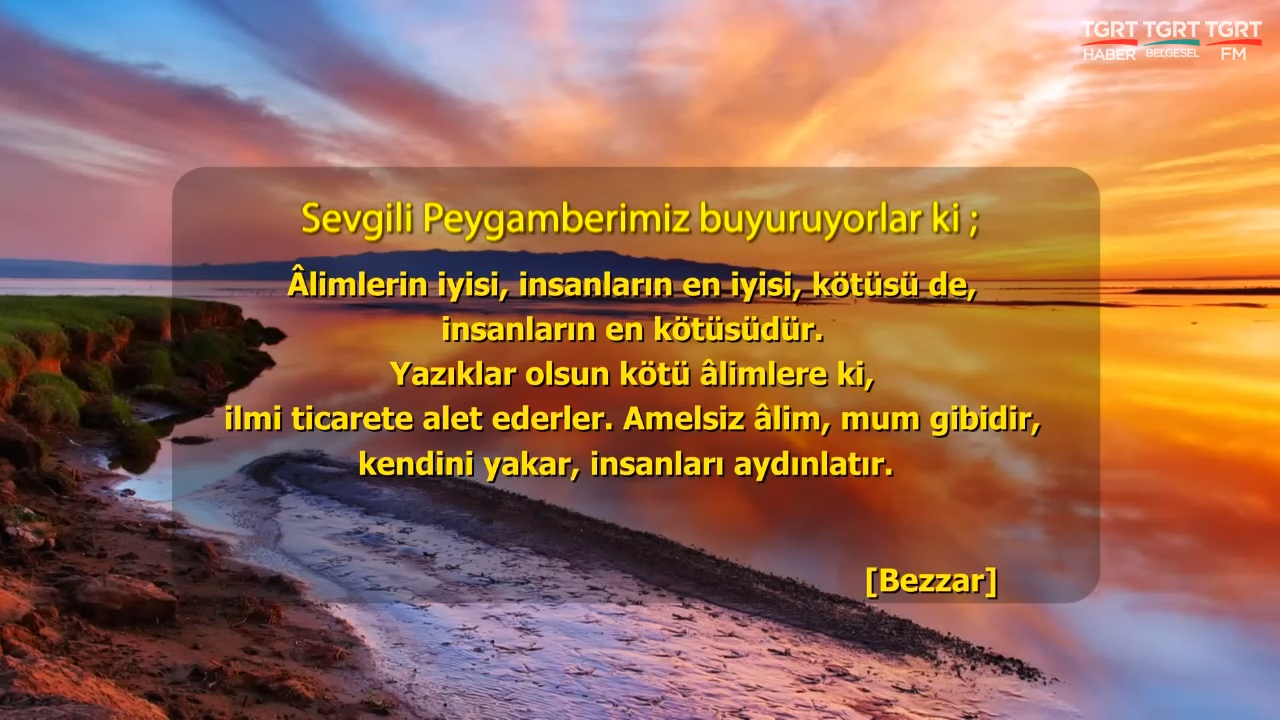 TGRT TGRT TGRT
HABER BELGESEL FM
Sevgili Peygamberimiz buyuruyorlar ki ;
Âlimlerin iyisi, insanların en iyisi, kötüsü de,
insanların en kötüsüdür.
Yazıklar olsun kötü âlimlere ki,
ilmi ticarete alet ederler. Amelsiz âlim, mum gibidir,
kendini yakar, insanları aydınlatır.
[Bezzar]